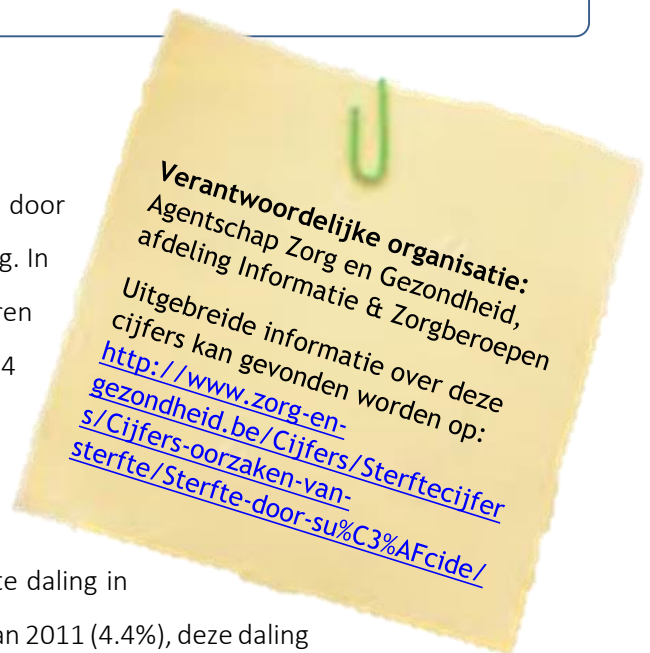 door
g. In
ren
4
te daling in
an 2011 (4.4%), deze daling
Verantwoordelijke organisatie:
Agentschap Zorg en Gezondheid,
afdeling Informatie & Zorgberoepen
Uitgebreide informatie over deze
cijfers kan gevonden worden op:
http://www.zorg-en-
gezondheid.be/Cijfers/Sterftecijfer
s/Cijfers-oorzaken-van-
sterfte/Sterfte-door-su%C3%AFcide/